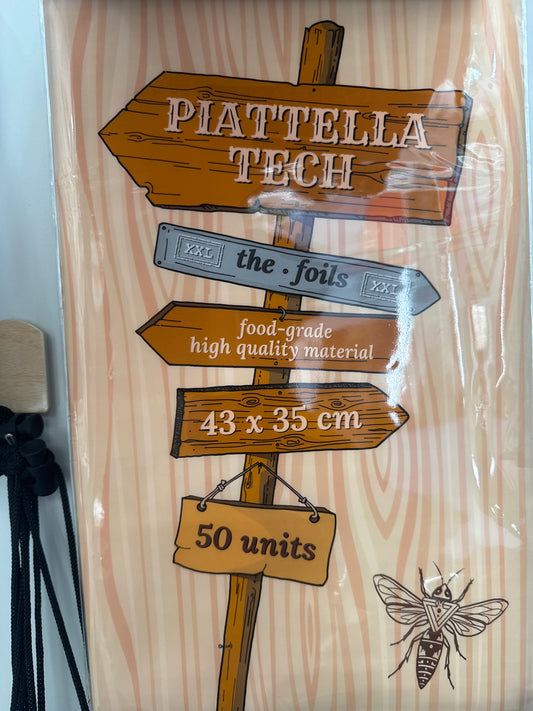 PIATTELLA
TECH
XXL the · foils XXL
food-grade
high quality material
43 x 35 cm
50 units